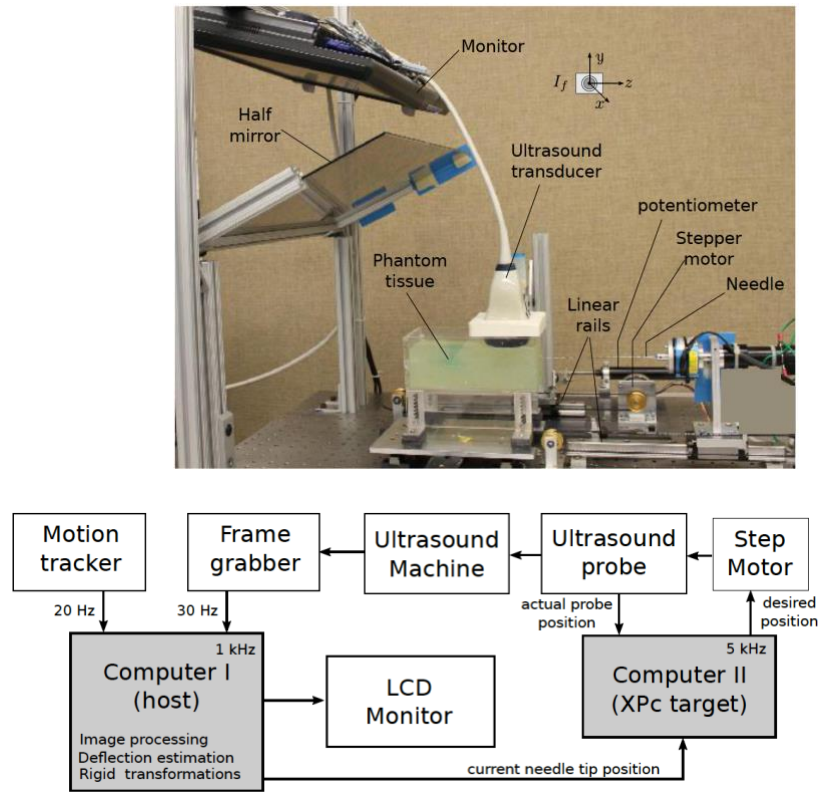 Monitor
y
I_f
z
x
Half
mirror
Ultrasound
transducer
potentiometer
Stepper
motor
Phantom
tissue
Needle
Linear
rails
Motion
tracker
Frame
grabber
Ultrasound
Machine
Ultrasound
probe
Step
Motor
20 Hz
30 Hz
actual probe
position
desired
position
1 kHz
Computer I
(host)
Image processing
Deflection estimation
Rigid transformations
LCD
Monitor
5 kHz
Computer II
(XPc target)
current needle tip position